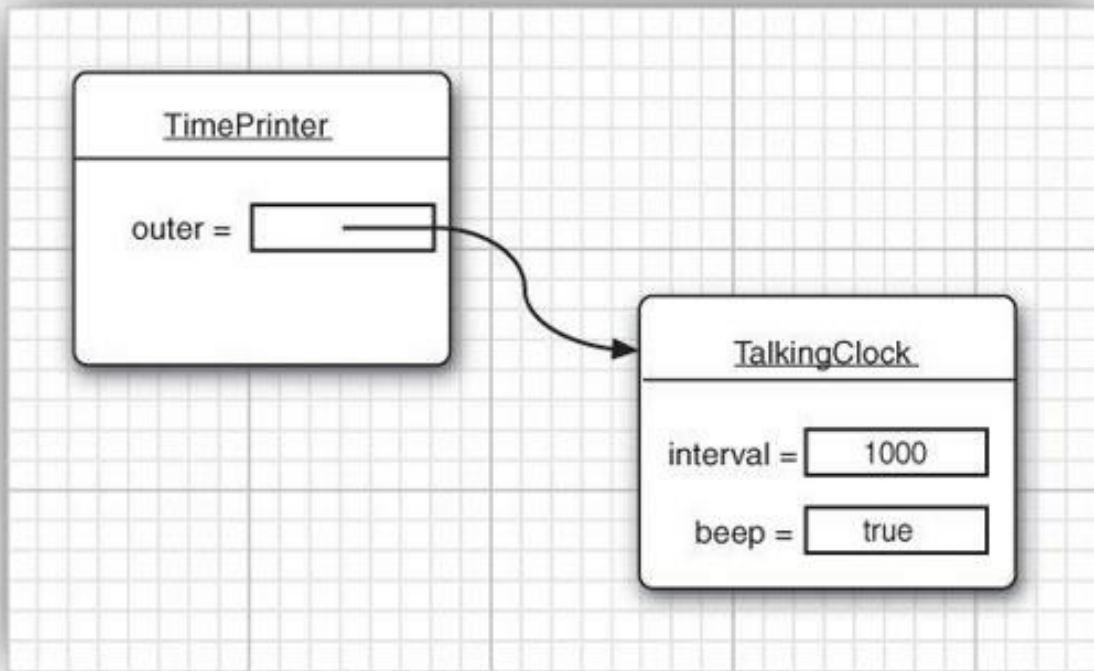 TimePrinter
outer =
TalkingClock
interval = 1000
beep = true